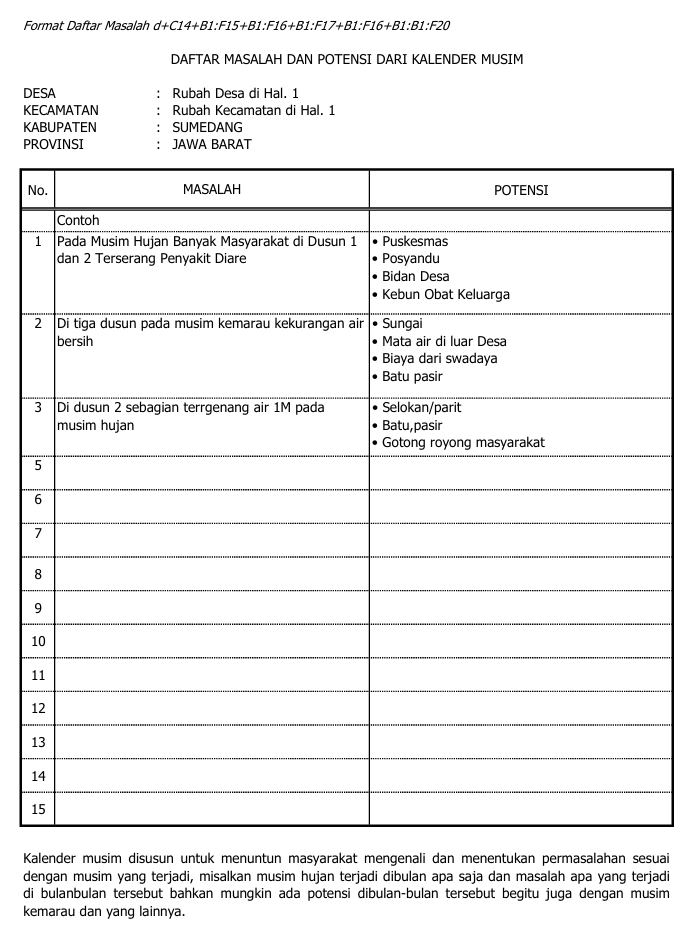 Format Daftar Masalah d+C14+B1:F15+B1:F16+B1:F17+B1:F16+B1:B1:F20
DAFTAR MASALAH DAN POTENSI DARI KALENDER MUSIM
DESA : Rubah Desa di Hal. 1
KECAMATAN : Rubah Kecamatan di Hal. 1
KABUPATEN : SUMEDANG
PROVINSI : JAWA BARAT
No. MASALAH POTENSI
Contoh
1 Pada Musim Hujan Banyak Masyarakat di Dusun 1 • Puskesmas
dan 2 Terserang Penyakit Diare • Posyandu
• Bidan Desa
• Kebun Obat Keluarga
2 Di tiga dusun pada musim kemarau kekurangan air • Sungai
bersih • Mata air di luar Desa
• Biaya dari swadaya
• Batu pasir
3 Di dusun 2 sebagian terrgenang air 1M pada • Selokan/parit
musim hujan • Batu,pasir
• Gotong royong masyarakat
5
6
7
8
9
10
11
12
13
14
15
Kalender musim disusun untuk menuntun masyarakat mengenali dan menentukan permasalahan sesuai
dengan musim yang terjadi, misalkan musim hujan terjadi dibulan apa saja dan masalah apa yang terjadi
di bulanbulan tersebut bahkan mungkin ada potensi dibulan-bulan tersebut begitu juga dengan musim
kemarau dan yang lainnya.